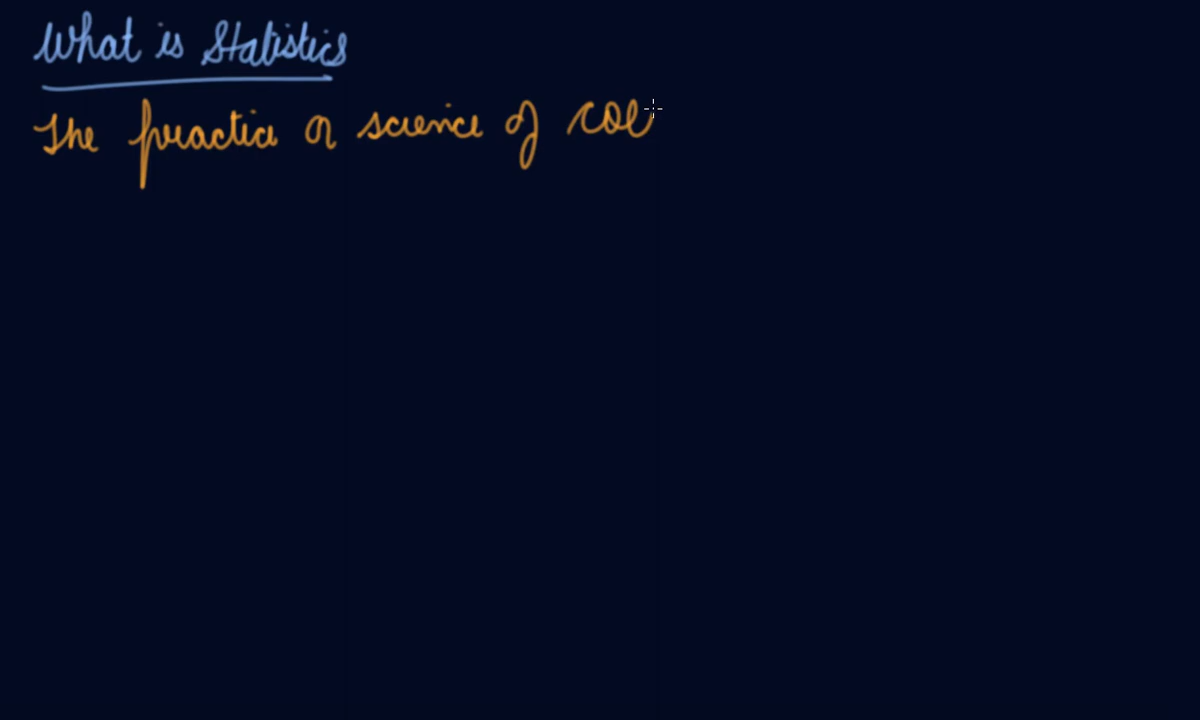 What is Statistics
The practice or science of col